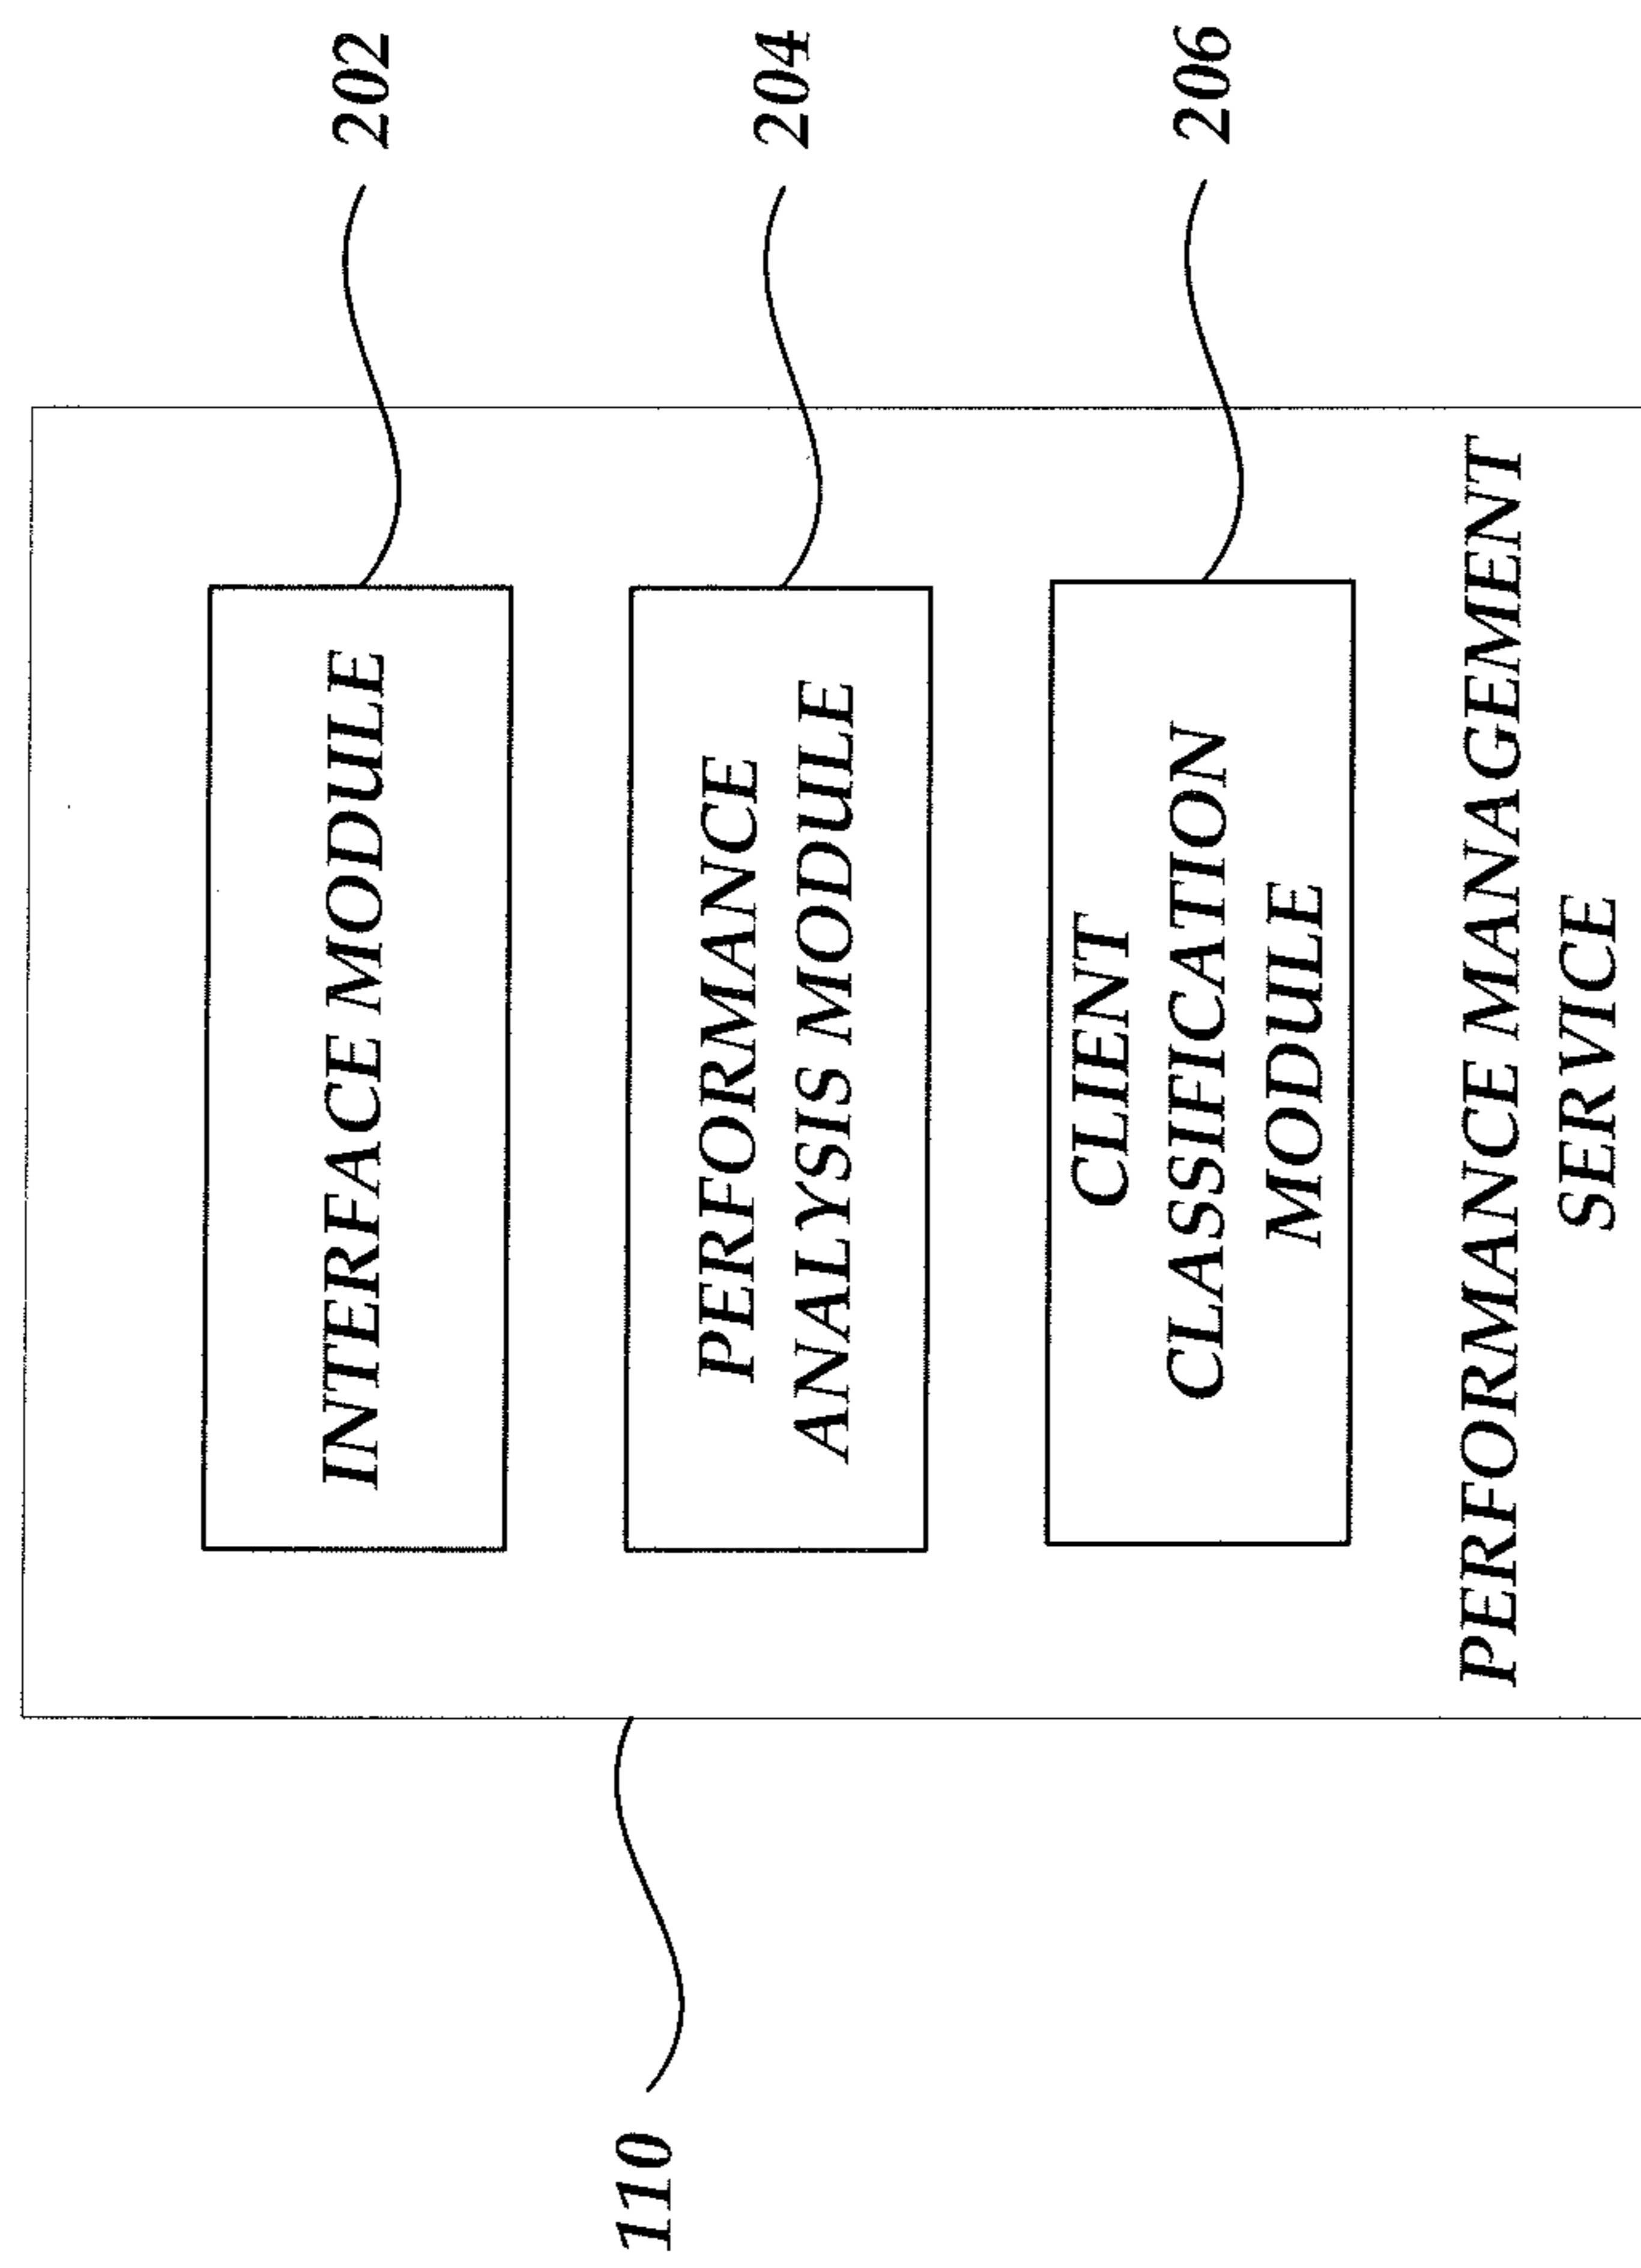 202
INTERFACE MODULE
204
PERFORMANCE
ANALYSIS MODULE
206
CLIENT
CLASSIFICATION
MODULE
PERFORMANCE MANAGEMENT
SERVICE
110